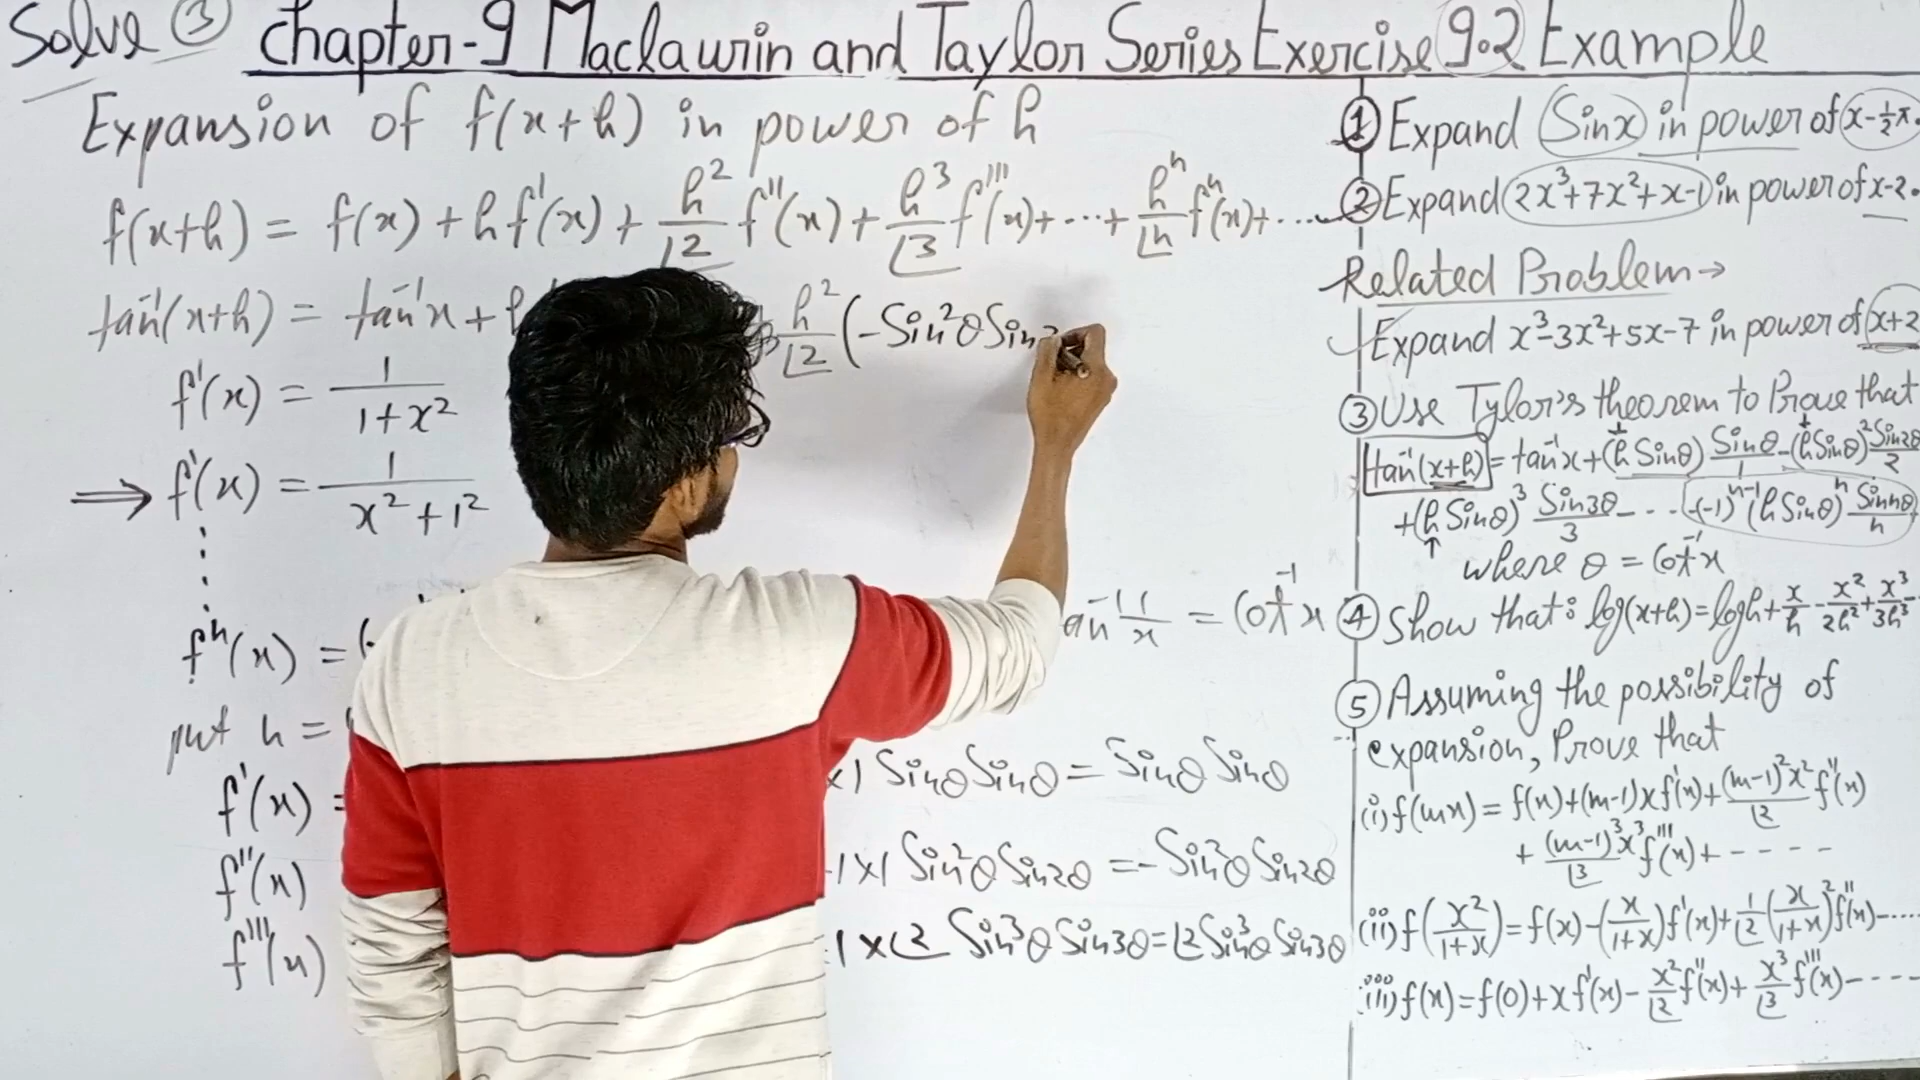 Solve ③ Chapter-9 Maclaurin and Taylor Series Exercise 9.2 Example
Expansion of f(x+h) in power of h
f(x+h) = f(x) + hf'(x) + h²/⌊2 f''(x) + h³/⌊3 f'''(x) + ... + hⁿ/⌊n fⁿ(x) + ....
tan⁻¹(x+h) = tan⁻¹x + h
h²/⌊2 (-Sin²θ Sin2
f'(x) = 1/1+x²
⇒ f'(x) = 1/x²+1²
fⁿ(x) = (
tan⁻¹ 1/x = Cot⁻¹x
put n =
f'(x) = x1 Sinθ Sinθ = Sinθ Sinθ
f''(x) -1x1 Sin²θ Sin2θ = -Sin²θ Sin2θ
f'''(x) 1x⌊2 Sin³θ Sin3θ = ⌊2 Sin³θ Sin3θ
① Expand Sinx in power of x-½π.
② Expand 2x³+7x²+x-1 in power of x-2.
Related Problem→
Expand x³-3x²+5x-7 in power of (x+2
③ Use Tylor's theorem to Prove that
tan⁻¹(x+h) = tan⁻¹x + (h Sinθ) Sinθ/1 - (h Sinθ)² Sin2θ/2
+ (h Sinθ)³ Sin3θ/3 - ... (-1)ⁿ⁻¹ (h Sinθ)ⁿ Sinnθ/n
where θ = Cot⁻¹x
④ Show that: log(x+h) = logh + x/h - x²/2h² + x³/3h³ -
⑤ Assuming the possibility of
expansion, Prove that
(i) f(mx) = f(x) + (m-1)xf'(x) + (m-1)²x²/⌊2 f''(x)
+ (m-1)³x³/⌊3 f'''(x) + - - - -
(ii) f(x²/1+x) = f(x) - (x/1+x) f'(x) + 1/⌊2 (x/1+x)² f''(x) - ....
(iii) f(x) = f(0) + xf'(x) - x²/⌊2 f''(x) + x³/⌊3 f'''(x) - - - -